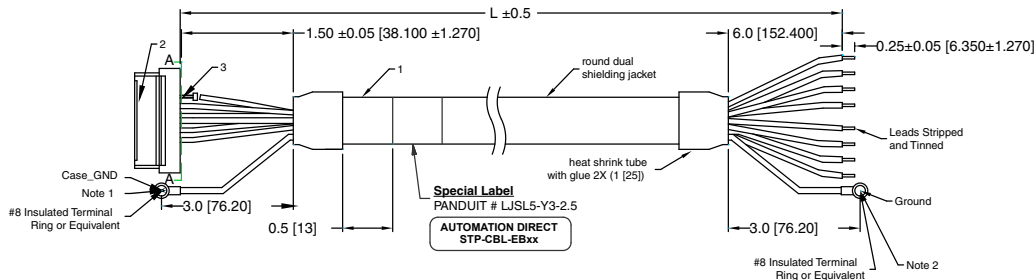 L ±0.5
1.50 ±0.05 [38.100 ±1.270]
6.0 [152.400]
0.25±0.05 [6.350±1.270]
2
A
3
1
round dual
shielding jacket
Leads Stripped
and Tinned
heat shrink tube
with glue 2X (1 [25])
Case_GND
A
Note 1
#8 Insulated Terminal
Ring or Equivalent
3.0 [76.20]
0.5 [13]
Special Label
PANDUIT # LJSL5-Y3-2.5
AUTOMATION DIRECT
STP-CBL-EBxx
Ground
3.0 [76.20]
Note 2
#8 Insulated Terminal
Ring or Equivalent